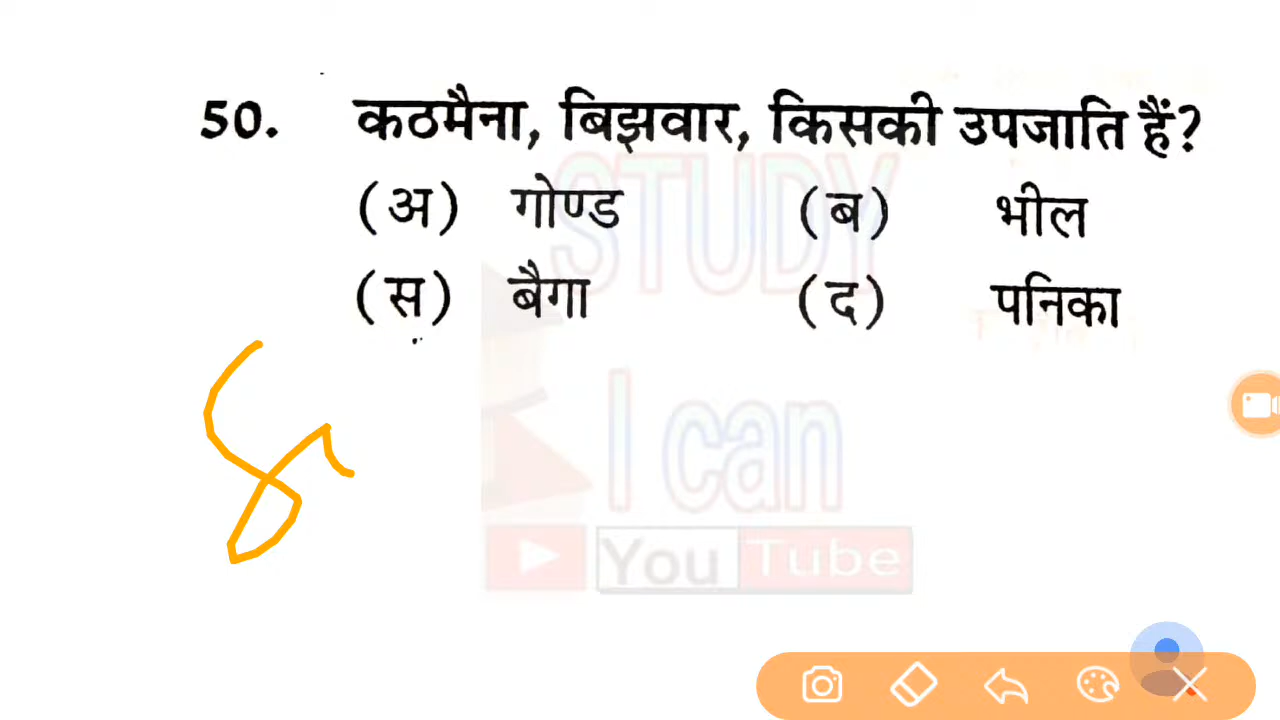 50. कठमैना, बिझवार, किसकी उपजाति हैं?
(अ) गोण्ड (ब) भील
(स) बैगा (द) पनिका
STUDY
I can
YouTube